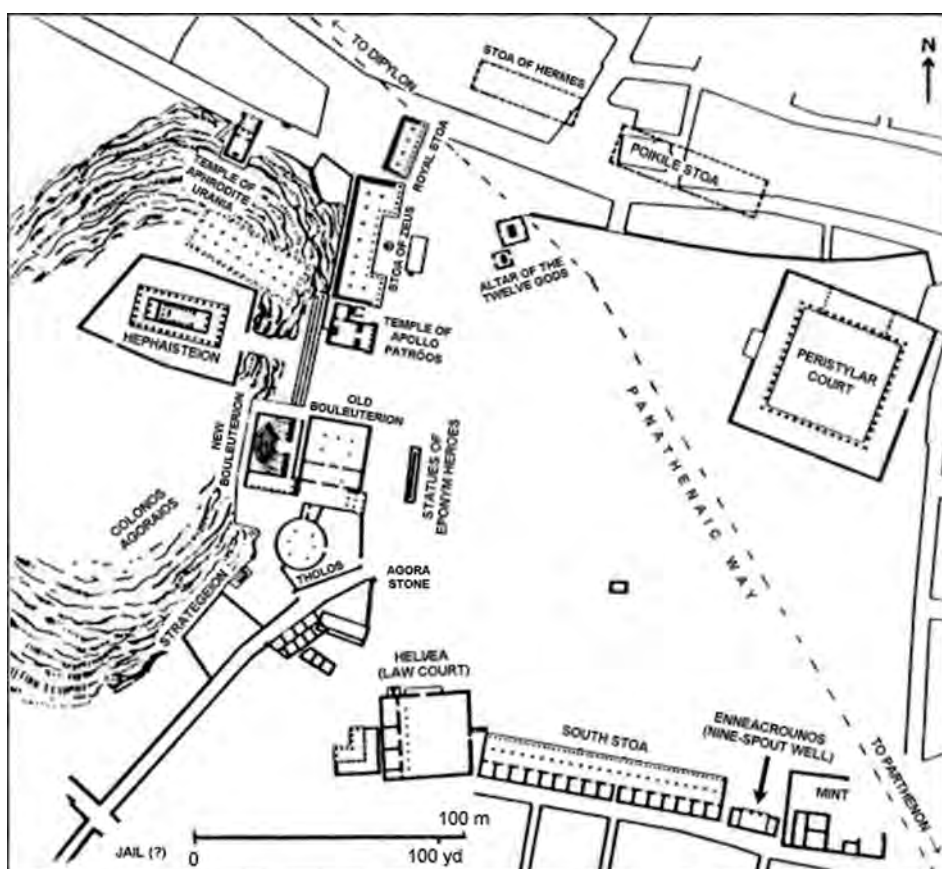 TO DIPYLON
STOA OF HERMES
N
ROYAL STOA
POIKILE STOA
TEMPLE OF
APHRODITE
URANIA
STOA OF ZEUS
ALTAR OF THE
TWELVE GODS
TEMPLE OF
APOLLO
PATRÓOS
HEPHAISTEION
PERISTYLAR
COURT
OLD
BOULEUTERION
NEW
BOULEUTERION
STATUES OF
EPONYM HEROES
PANATHENAIC WAY
COLONOS
AGORAIOS
THOLOS
AGORA
STONE
STRATEGEION
HELIÆA
(LAW COURT)
SOUTH STOA
ENNEACROUNOS
(NINE-SPOUT WELL)
TO PARTHENON
MINT
100 m
JAIL (?)
0
100 yd